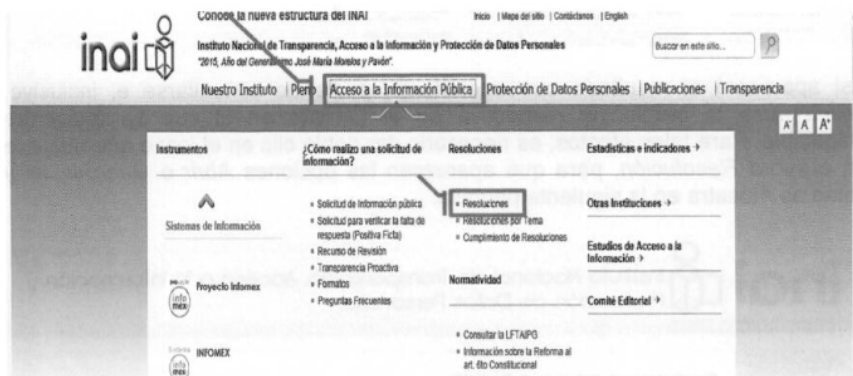 Conoce la nueva estructura del INAI
Inicio | Mapa del sitio | Contáctanos | English
inai
Instituto Nacional de Transparencia, Acceso a la Información y Protección de Datos Personales
"2015, Año del Generalísimo José María Morelos y Pavón".
Buscar en este sitio...
Nuestro Instituto | Pleno | Acceso a la Información Pública | Protección de Datos Personales | Publicaciones | Transparencia
A- A A+
Instrumentos
Sistemas de Información
info mex
Proyecto Infomex
info mex
INFOMEX
¿Cómo realizo una solicitud de
información?
Solicitud de Información pública
Solicitud para verificar la falta de
respuesta (Positiva Ficta)
Recurso de Revisión
Transparencia Proactiva
Formatos
Preguntas Frecuentes
Resoluciones
Resoluciones
Resoluciones por Tema
Cumplimiento de Resoluciones
Normatividad
Consultar la LFTAIPG
Información sobre la Reforma al
art. 6to Constitucional
Estadísticas e indicadores →
Otras Instituciones →
Estudios de Acceso a la
Información >
Comité Editorial →